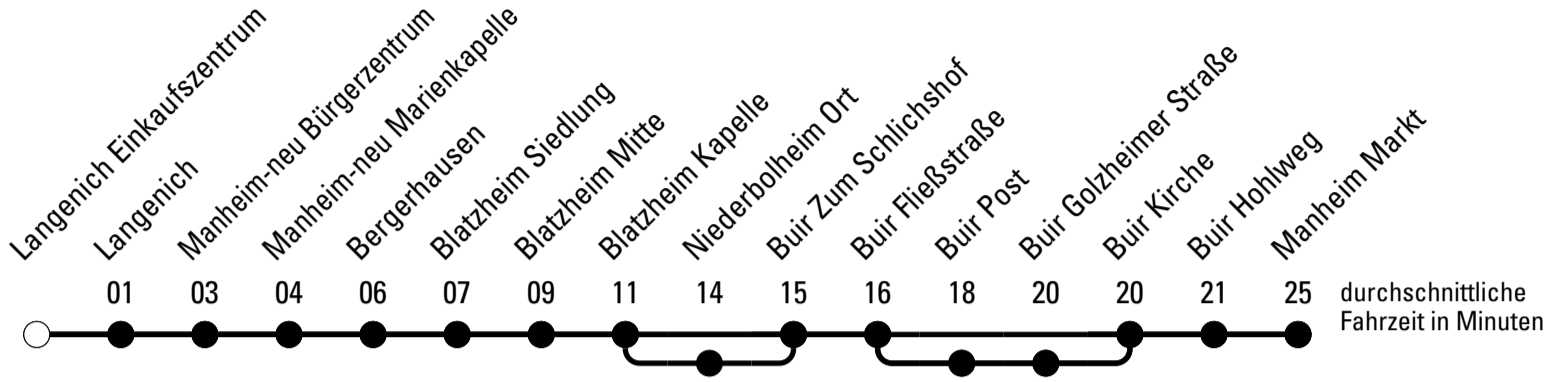 Langenich Einkaufszentrum
Langenich
Manheim-neu Bürgerzentrum
Manheim-neu Marienkapelle
Bergerhausen
Blatzheim Siedlung
Blatzheim Mitte
Blatzheim Kapelle
Niederbolheim Ort
Buir Zum Schlichshof
Buir Fließstraße
Buir Post
Buir Golzheimer Straße
Buir Kirche
Buir Hohlweg
Manheim Markt
01 03 04 06 07 09 11 14 15 16 18 20 20 21 25
durchschnittliche
Fahrzeit in Minuten